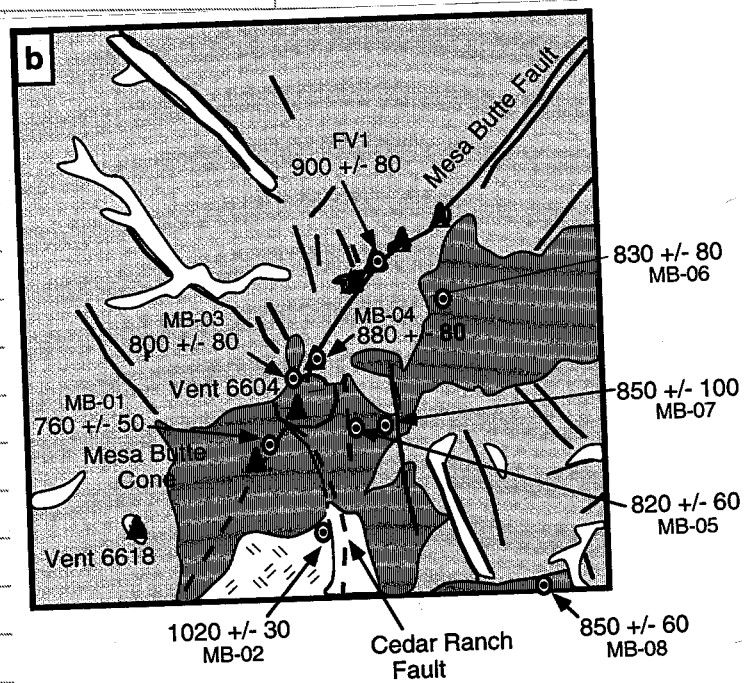 b
FV1
900 +/- 80
Mesa Butte Fault
830 +/- 80
MB-06
MB-03
800 +/- 80
MB-04
880 +/- 80
Vent 6604
MB-01
760 +/- 50
850 +/- 100
MB-07
Mesa Butte
Cone
820 +/- 60
MB-05
Vent 6618
1020 +/- 30
MB-02
Cedar Ranch
Fault
850 +/- 60
MB-08